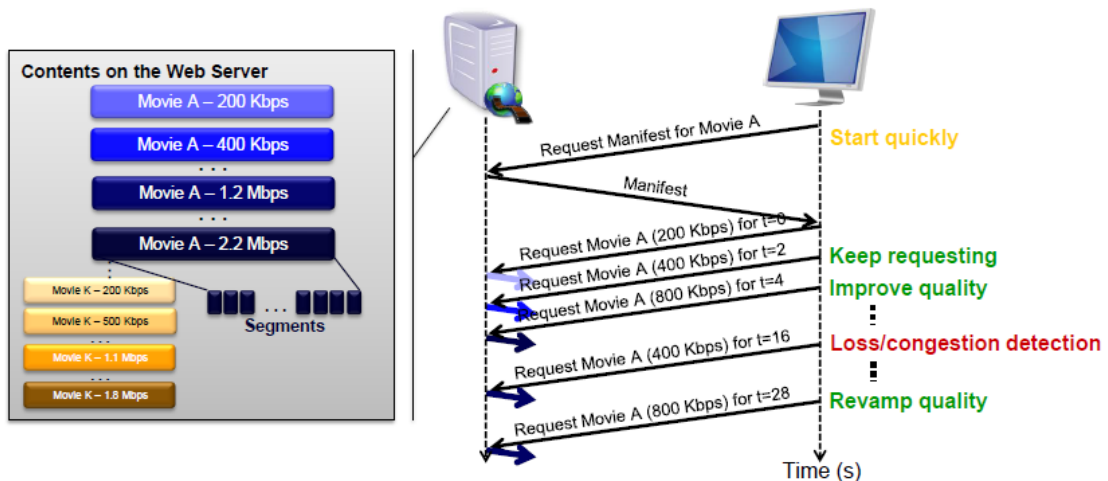 Contents on the Web Server
Movie A – 200 Kbps
Movie A – 400 Kbps
. . .
Movie A – 1.2 Mbps
. . .
Movie A – 2.2 Mbps
Movie K – 200 Kbps
Movie K – 500 Kbps
. . .
Movie K – 1.1 Mbps
. . .
Movie K – 1.8 Mbps
. . .
Segments
Request Manifest for Movie A
Start quickly
Manifest
Request Movie A (200 Kbps) for t=0
Request Movie A (400 Kbps) for t=2
Keep requesting
Request Movie A (800 Kbps) for t=4
Improve quality
Request Movie A (400 Kbps) for t=16
Loss/congestion detection
Request Movie A (800 Kbps) for t=28
Revamp quality
Time (s)